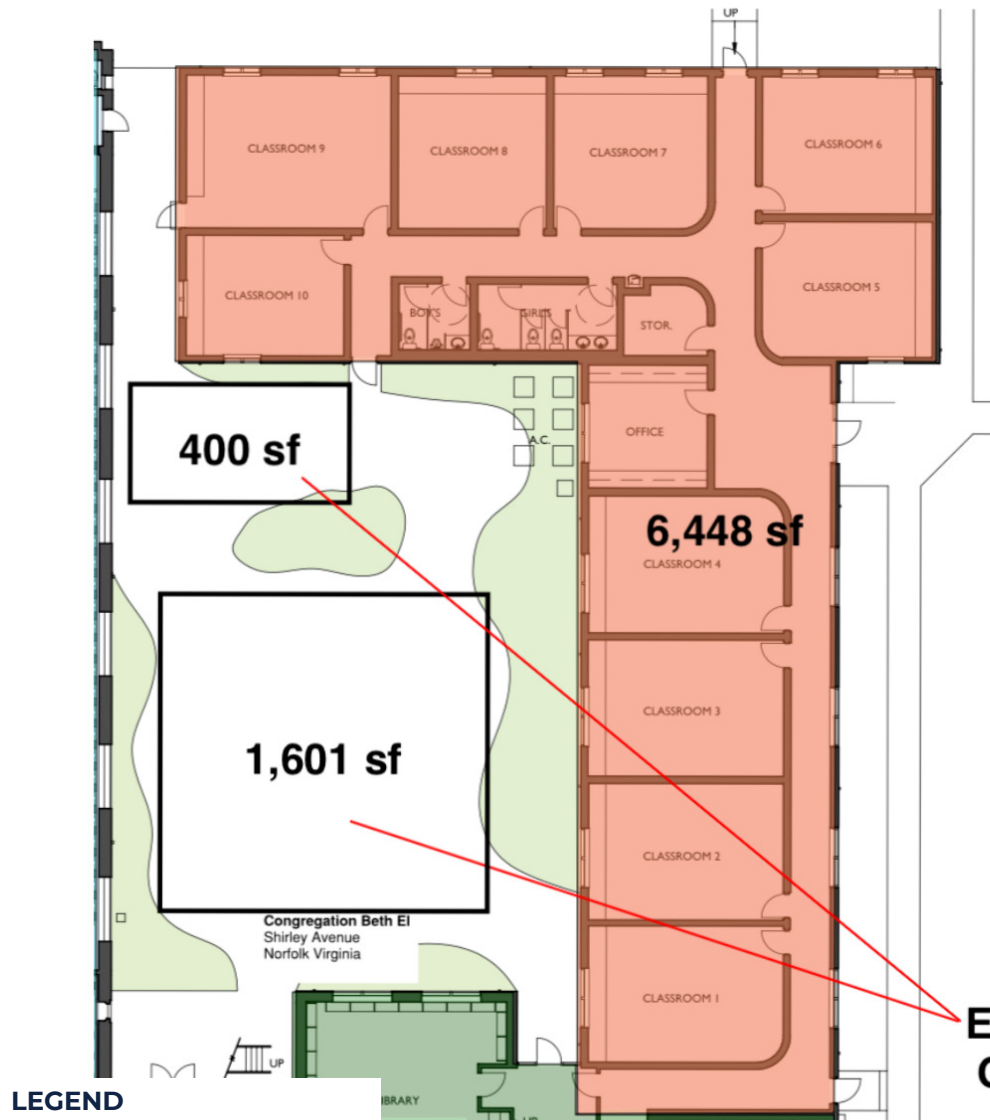 UP
CLASSROOM 9
CLASSROOM 8
CLASSROOM 7
CLASSROOM 6
CLASSROOM 10
BOYS
GIRLS
STOR.
CLASSROOM 5
400 sf
A.C.
OFFICE
6,448 sf
CLASSROOM 4
CLASSROOM 3
1,601 sf
CLASSROOM 2
Congregation Beth El
Shirley Avenue
Norfolk Virginia
CLASSROOM 1
E
UP
LEGEND
IBRARY
UP